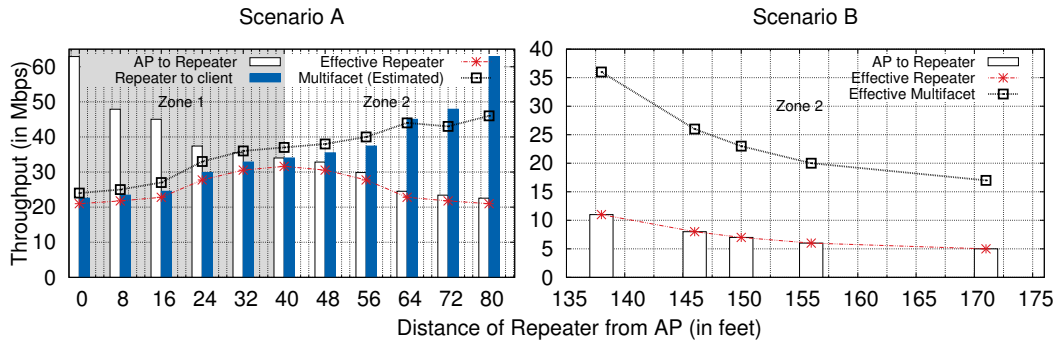 Scenario A
Scenario B
Throughput (in Mbps)
60
50
40
30
20
10
0
AP to Repeater
Repeater to client
Effective Repeater
Multifacet (Estimated)
Zone 1
Zone 2
0 8 16 24 32 40 48 56 64 72 80
40
35
30
25
20
15
10
5
0
AP to Repeater
Effective Repeater
Effective Multifacet
Zone 2
135 140 145 150 155 160 165 170 175
Distance of Repeater from AP (in feet)